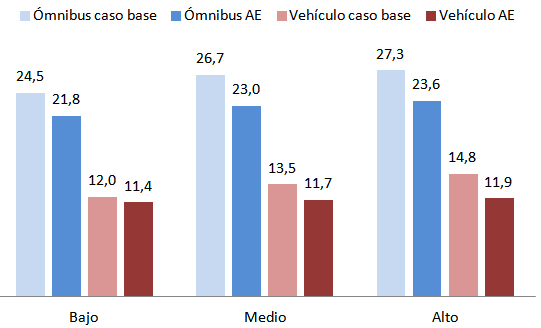 Ómnibus caso base Ómnibus AE Vehículo caso base Vehículo AE
24,5 21,8 12,0 11,4
26,7 23,0 13,5 11,7
27,3 23,6 14,8 11,9
Bajo Medio Alto